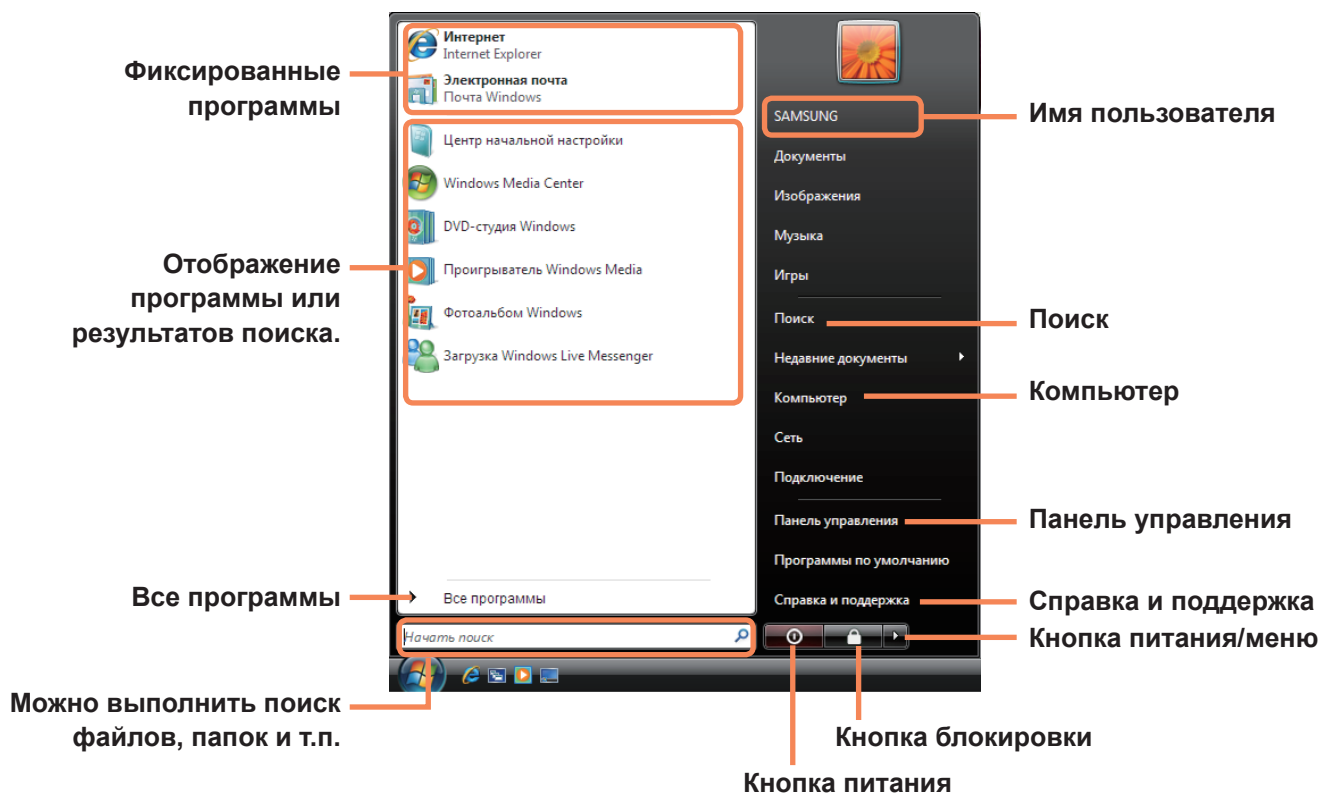 Фиксированные
программы
Отображение
программы или
результатов поиска.
Все программы
Можно выполнить поиск
файлов, папок и т.п.
Интернет
Internet Explorer
Электронная почта
Почта Windows
Центр начальной настройки
Windows Media Center
DVD-студия Windows
Проигрыватель Windows Media
Фотоальбом Windows
Загрузка Windows Live Messenger
Все программы
Начать поиск
SAMSUNG
Документы
Изображения
Музыка
Игры
Поиск
Недавние документы
Компьютер
Сеть
Подключение
Панель управления
Программы по умолчанию
Справка и поддержка
Имя пользователя
Поиск
Компьютер
Панель управления
Справка и поддержка
Кнопка питания/меню
Кнопка блокировки
Кнопка питания